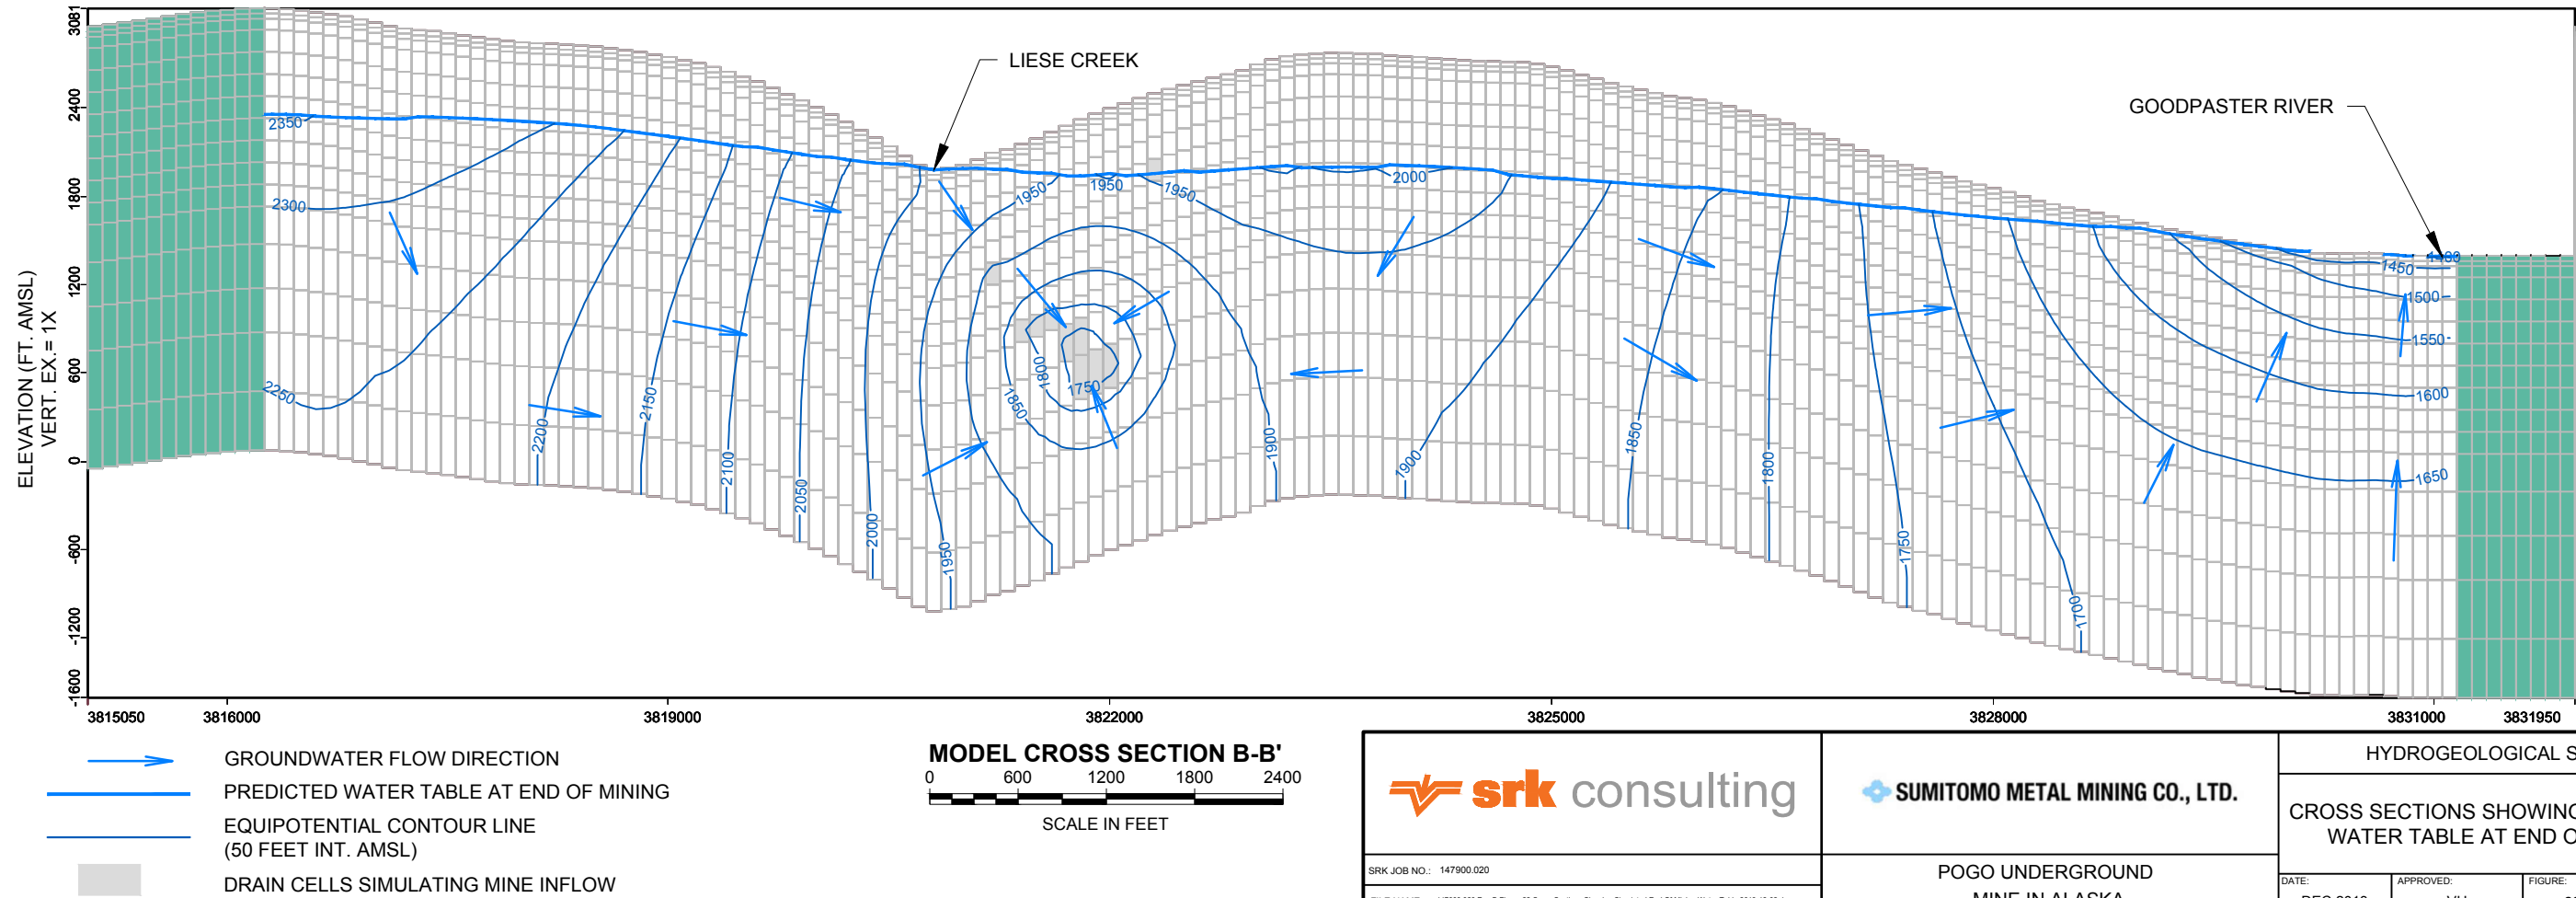 ELEVATION (FT. AMSL)
VERT. EX.= 1X
3081
2400
1800
1200
600
0
-600
-1200
-1600
LIESE CREEK
GOODPASTER RIVER
2350
2300
2250
2200
2150
2100
2050
2000
1950
1950
1950
1950
2000
1850
1800
1750
1900
1900
1850
1800
1750
1700
1450
1500
1550
1600
1650
3815050
3816000
3819000
3822000
3825000
3828000
3831000
3831950
GROUNDWATER FLOW DIRECTION
PREDICTED WATER TABLE AT END OF MINING
EQUIPOTENTIAL CONTOUR LINE
(50 FEET INT. AMSL)
DRAIN CELLS SIMULATING MINE INFLOW
MODEL CROSS SECTION B-B'
0 600 1200 1800 2400
SCALE IN FEET
srk consulting
SRK JOB NO.: 147900.020
SUMITOMO METAL MINING CO., LTD.
POGO UNDERGROUND
MINE IN ALASKA
HYDROGEOLOGICAL S
CROSS SECTIONS SHOWING
WATER TABLE AT END O
DATE:
APPROVED:
FIGURE: